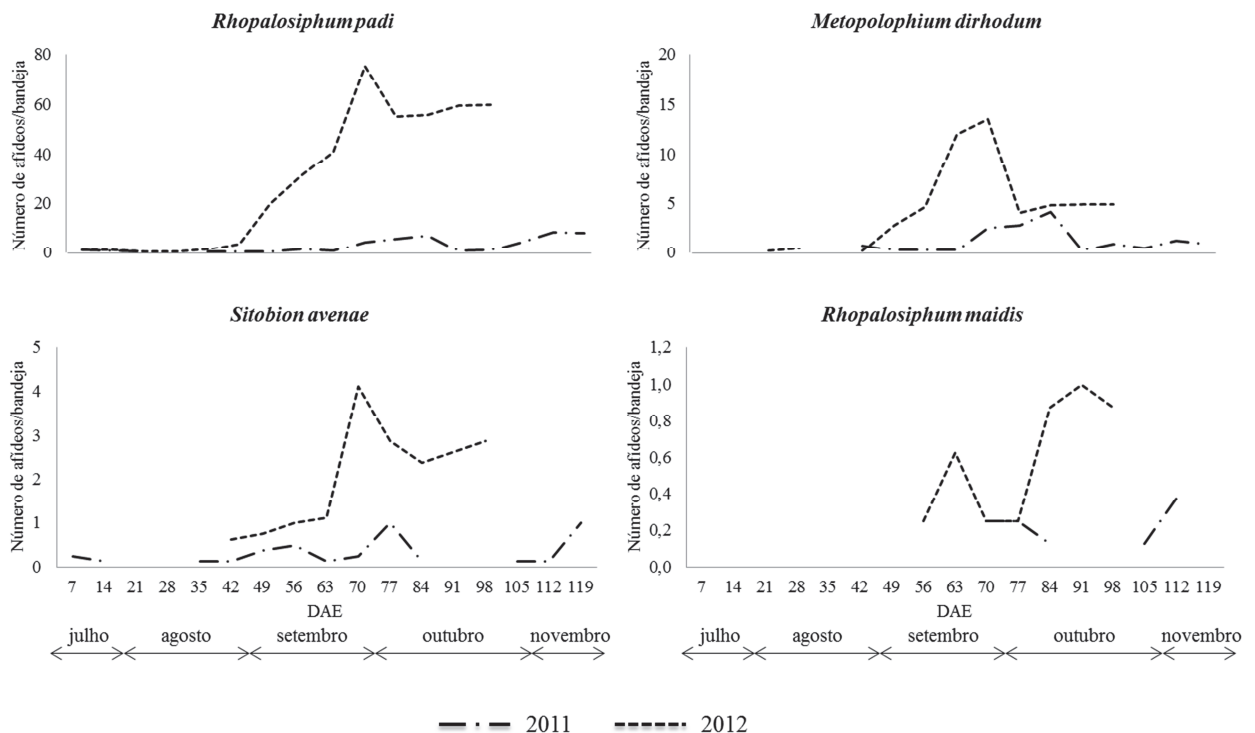 Rhopalosiphum padi
Metopolophium dirhodum
Número de afídeos/bandeja
80
60
40
20
0
Número de afídeos/bandeja
20
15
10
5
0
Sitobion avenae
Rhopalosiphum maidis
Número de afídeos/bandeja
5
4
3
2
1
0
7 14 21 28 35 42 49 56 63 70 77 84 91 98 105 112 119
DAE
julho agosto setembro outubro novembro
Número de afídeos/bandeja
1,2
1,0
0,8
0,6
0,4
0,2
0,0
7 14 21 28 35 42 49 56 63 70 77 84 91 98 105 112 119
DAE
julho agosto setembro outubro novembro
2011 2012